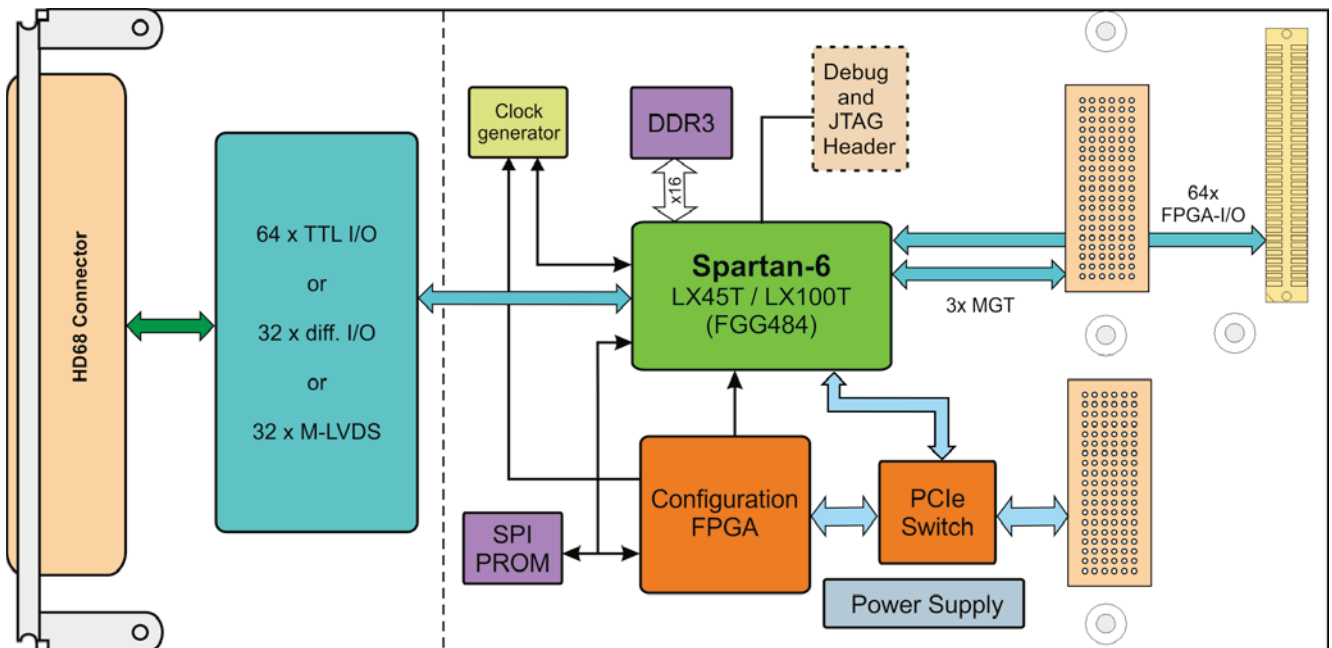 HD68 Connector
64 x TTL I/O
or
32 x diff. I/O
or
32 x M-LVDS
Clock
generator
DDR3
x16
Debug
and
JTAG
Header
Spartan-6
LX45T / LX100T
(FGG484)
64x
FPGA-I/O
3x MGT
Configuration
FPGA
PCIe
Switch
SPI
PROM
Power Supply